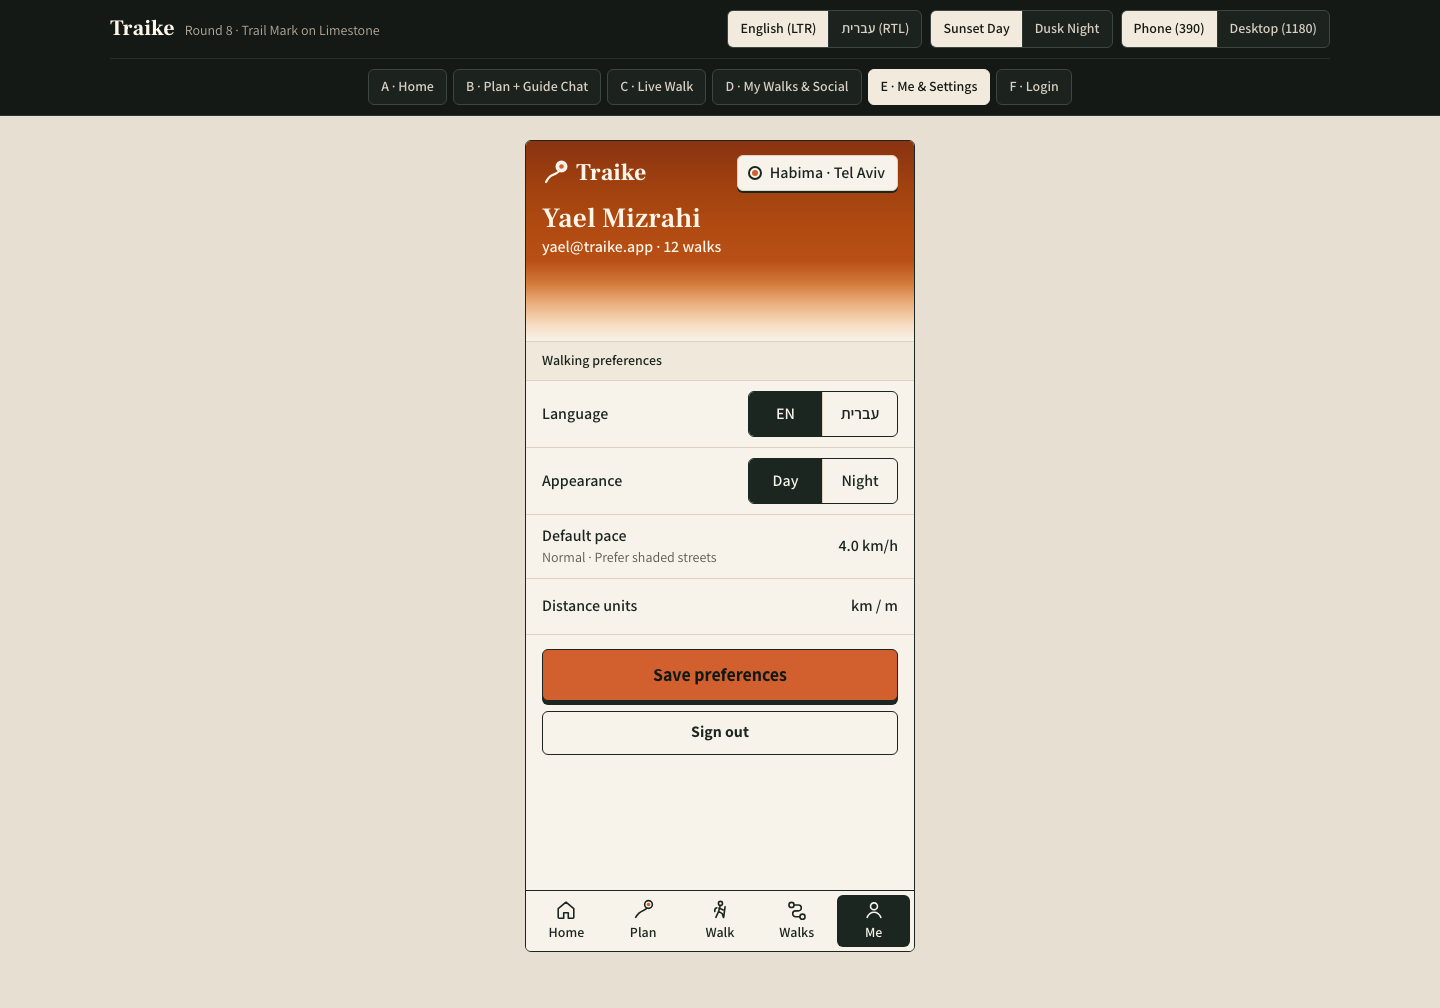 Traike Round 8 · Trail Mark on Limestone
English (LTR) עברית (RTL) Sunset Day Dusk Night Phone (390) Desktop (1180)
A · Home B · Plan + Guide Chat C · Live Walk D · My Walks & Social E · Me & Settings F · Login
Traike Habima · Tel Aviv
Yael Mizrahi
yael@traike.app · 12 walks
Walking preferences
Language EN עברית
Appearance Day Night
Default pace 4.0 km/h
Normal · Prefer shaded streets
Distance units km / m
Save preferences
Sign out
Home Plan Walk Walks Me